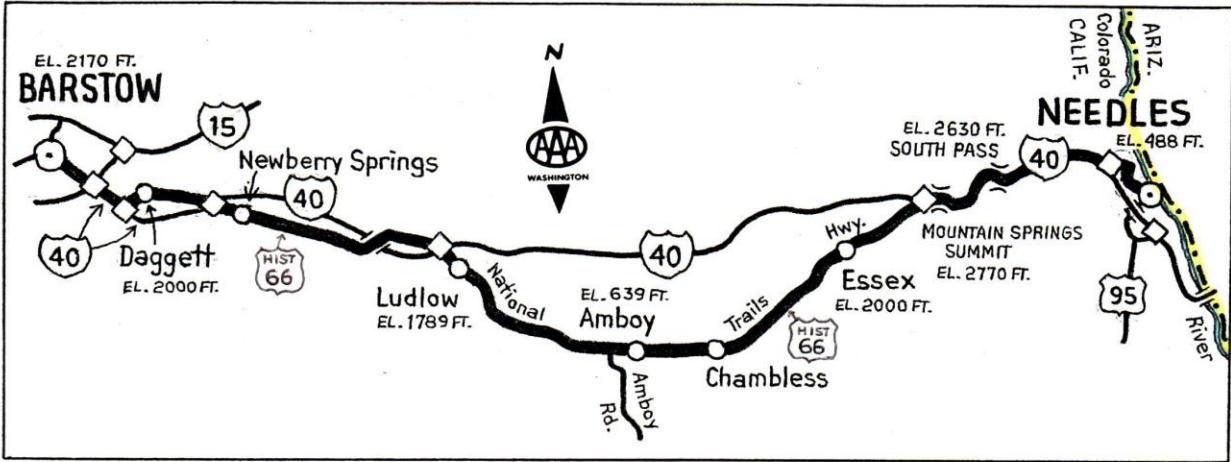 EL. 2170 FT.
BARSTOW
15
Newberry Springs
40
40
Daggett
EL. 2000 FT.
HIST
66
N
AAA
WASHINGTON
40
Ludlow
EL. 1789 FT.
National
EL. 639 FT.
Amboy
Amboy
Rd.
Chambless
Trails
Hwy.
HIST
66
Essex
EL. 2000 FT.
EL. 2630 FT.
SOUTH PASS
40
MOUNTAIN SPRINGS
SUMMIT
EL. 2770 FT.
NEEDLES
EL. 488 FT.
95
ARIZ.
Colorado
CALIF.
River